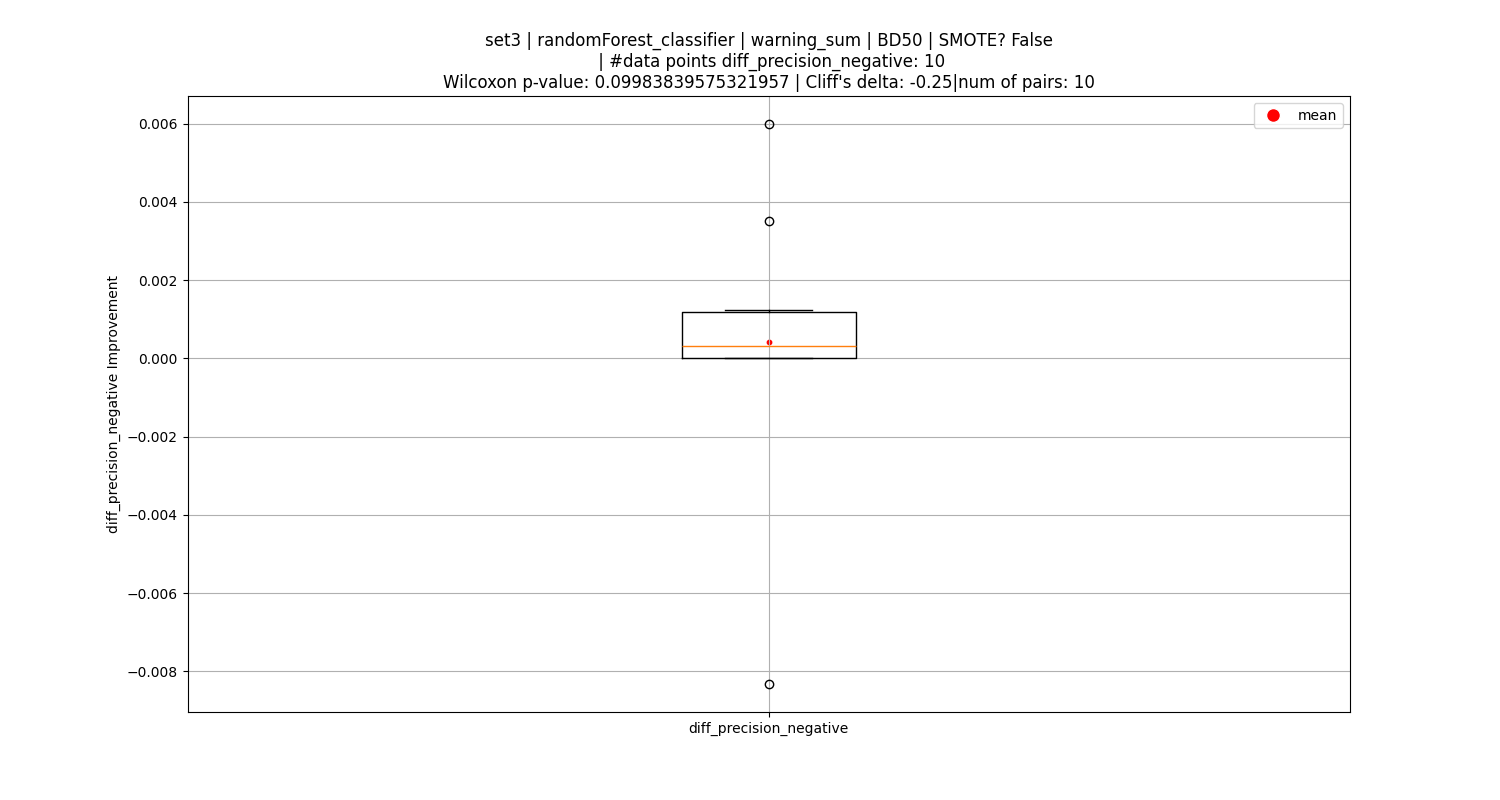 set3 | randomForest_classifier | warning_sum | BD50 | SMOTE? False
| #data points diff_precision_negative: 10
Wilcoxon p-value: 0.09983839575321957 | Cliff's delta: -0.25|num of pairs: 10
mean
0.006
0.004
0.002
0.000
−0.002
−0.004
−0.006
−0.008
diff_precision_negative Improvement
diff_precision_negative